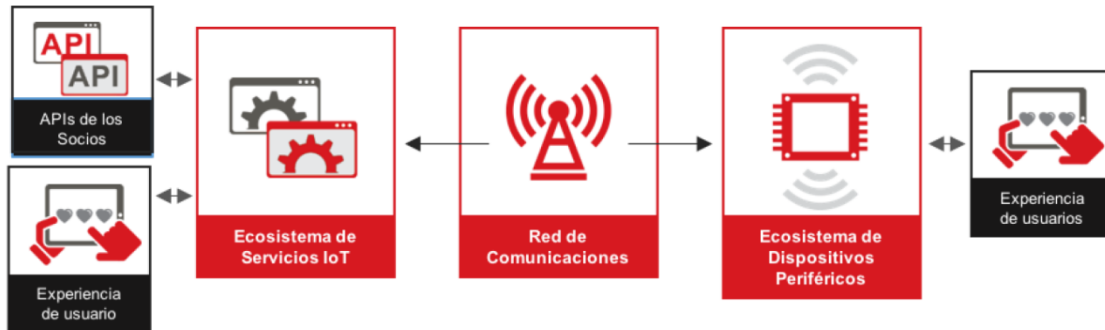 API
API
APIs de los
Socios
Experiencia
de usuario
Ecosistema de
Servicios IoT
Red de
Comunicaciones
Ecosistema de
Dispositivos
Periféricos
Experiencia
de usuarios